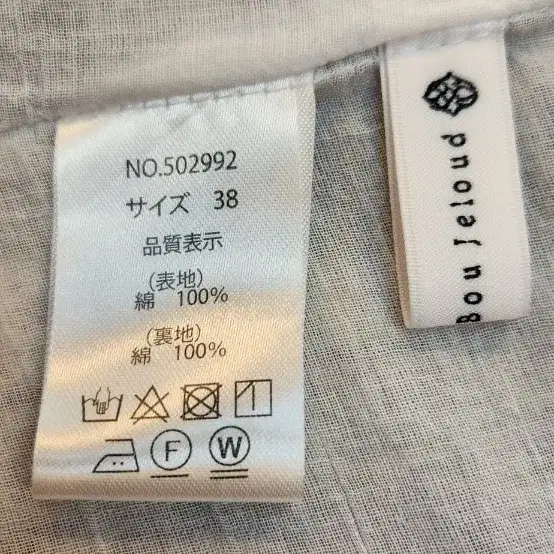 NO.502992
サイズ 38
品質表示
(表地)
綿 100%
(裏地)
綿 100%
F W
Bou Jeloud